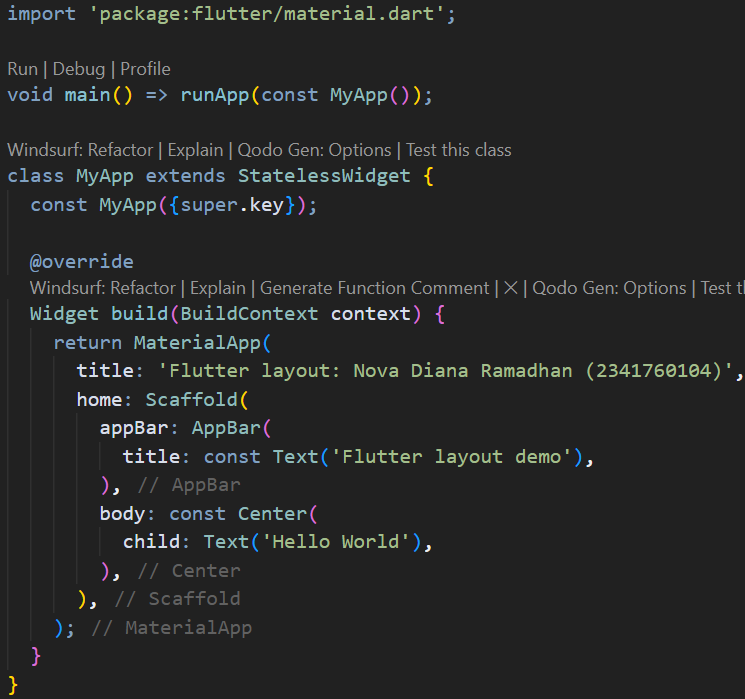 import 'package:flutter/material.dart';
Run | Debug | Profile
void main() => runApp(const MyApp());
Windsurf: Refactor | Explain | Qodo Gen: Options | Test this class
class MyApp extends StatelessWidget {
const MyApp({super.key});
@override
Windsurf: Refactor | Explain | Generate Function Comment | × | Qodo Gen: Options | Test
Widget build(BuildContext context) {
return MaterialApp(
title: 'Flutter layout: Nova Diana Ramadhan (2341760104)',
home: Scaffold(
appBar: AppBar(
title: const Text('Flutter layout demo'),
), // AppBar
body: const Center(
child: Text('Hello World'),
), // Center
), // Scaffold
); // MaterialApp
}
}